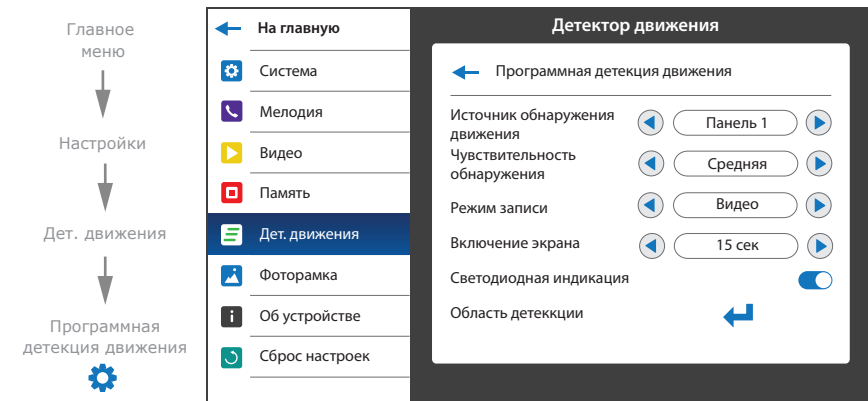 Главное
меню
Настройки
Дет. движения
Программная
детекция движения
На главную
Система
Мелодия
Видео
Память
Дет. движения
Фоторамка
Об устройстве
Сброс настроек
Детектор движения
Программная детекция движения
Источник обнаружения
движения
Панель 1
Чувствительность
обнаружения
Средняя
Режим записи
Видео
Включение экрана
15 сек
Светодиодная индикация
Область детеккции